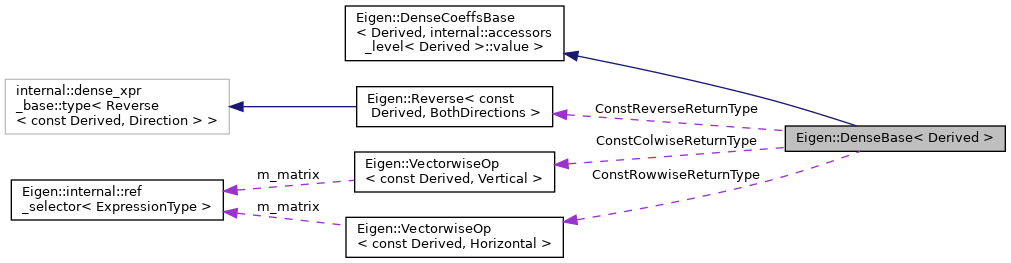 Eigen::DenseCoeffsBase
< Derived, internal::accessors
_level< Derived >::value >
internal::dense_xpr
_base::type< Reverse
< const Derived, Direction > >
Eigen::Reverse< const
Derived, BothDirections >
ConstReverseReturnType
Eigen::DenseBase< Derived >
ConstColwiseReturnType
Eigen::VectorwiseOp
< const Derived, Vertical >
m_matrix
ConstRowwiseReturnType
Eigen::internal::ref
_selector< ExpressionType >
m_matrix
Eigen::VectorwiseOp
< const Derived, Horizontal >